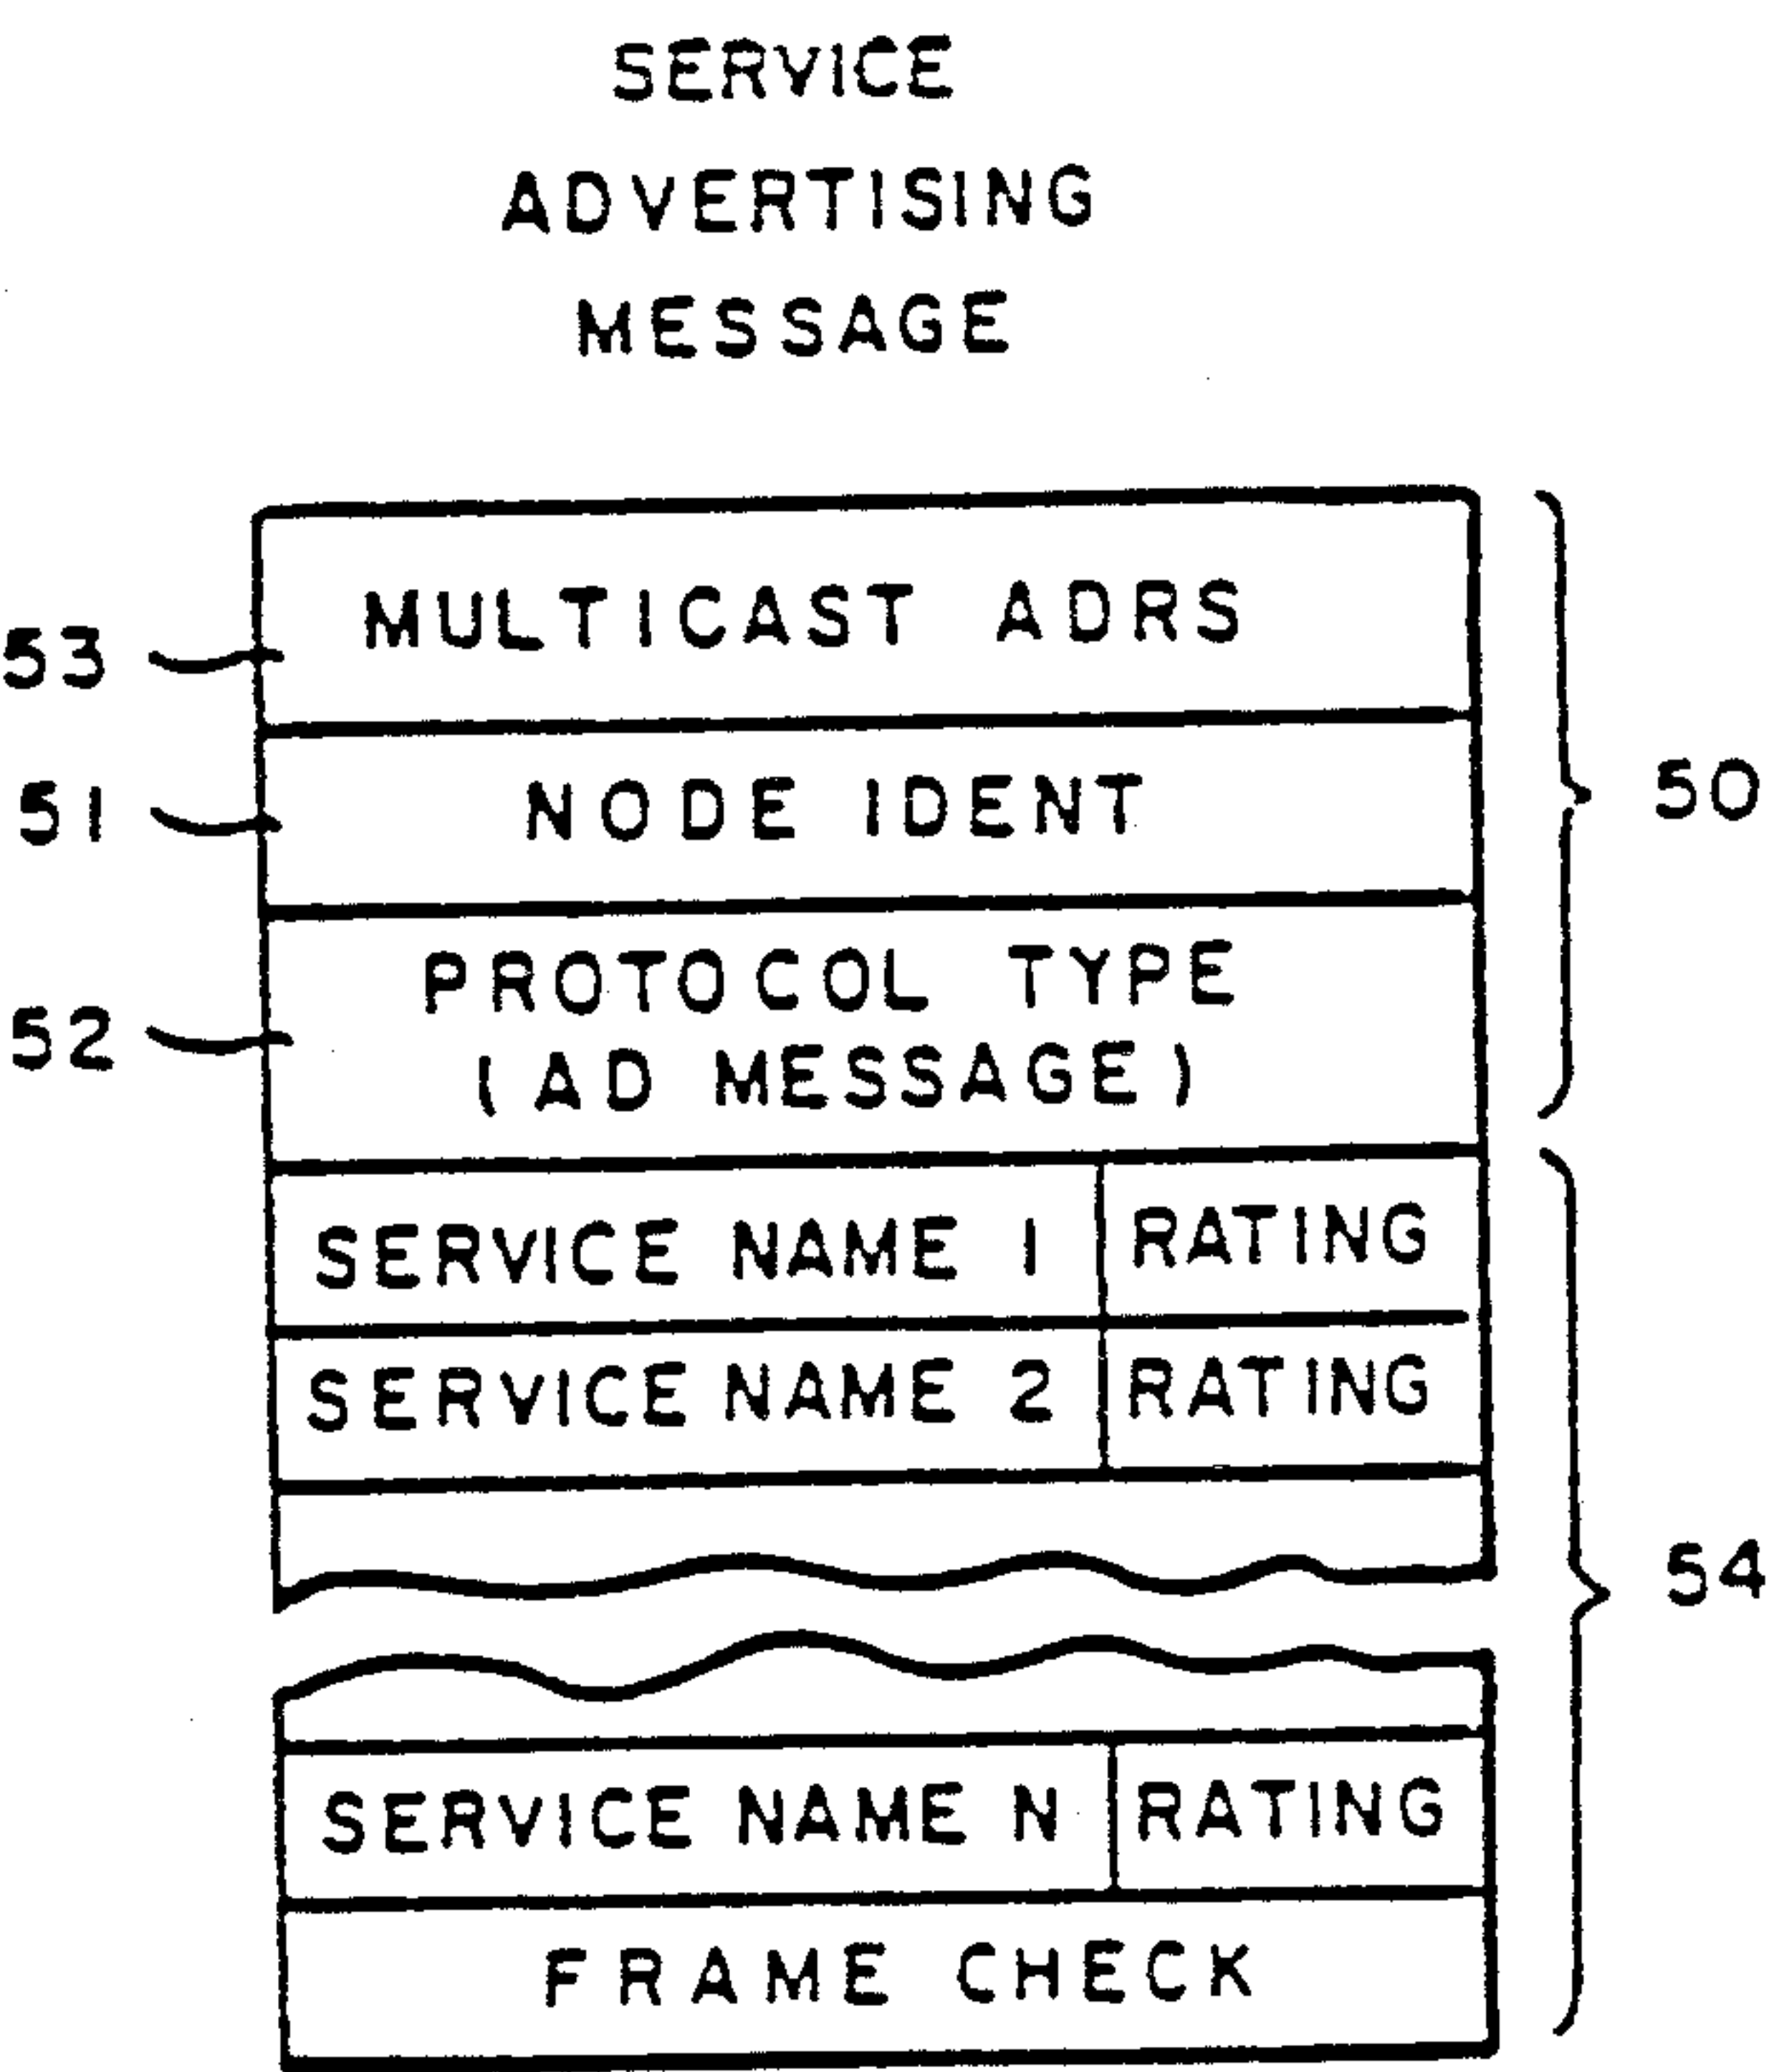 SERVICE
ADVERTISING
MESSAGE
MULTICAST ADRS
53
NODE IDENT
51
50
PROTOCOL TYPE
(AD MESSAGE)
52
SERVICE NAME 1 RATING
SERVICE NAME 2 RATING
54
SERVICE NAME N RATING
FRAME CHECK